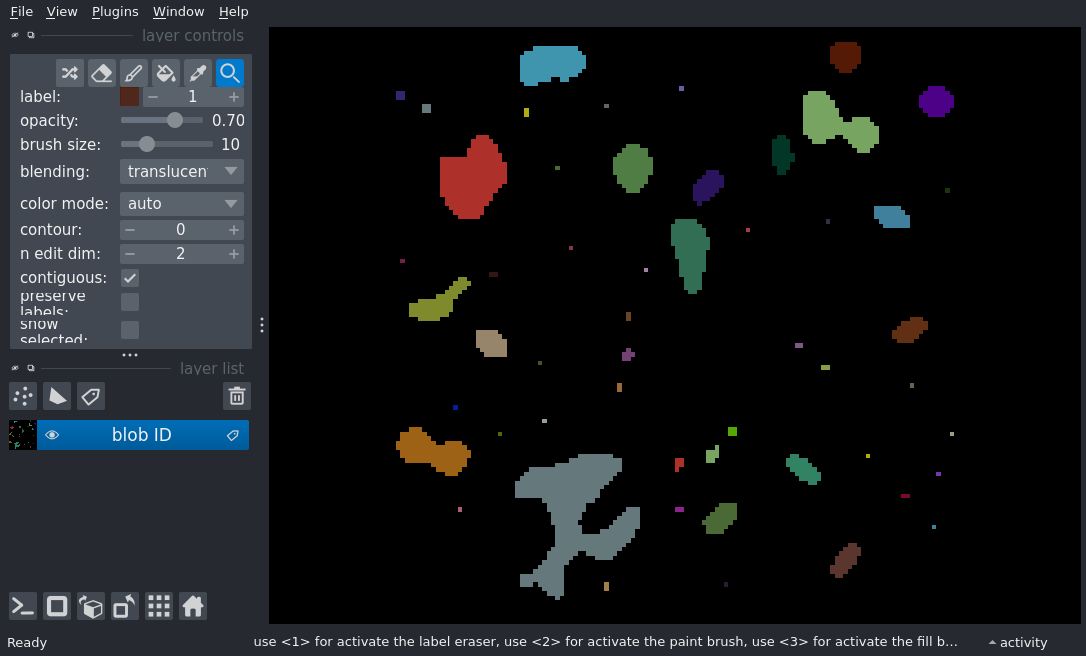 File View Plugins Window Help
layer controls
label: 1
opacity: 0.70
brush size: 10
blending: translucen
color mode: auto
contour: 0
n edit dim: 2
contiguous:
preserve
labels:
show
selected:
layer list
blob ID
Ready use <1> for activate the label eraser, use <2> for activate the paint brush, use <3> for activate the fill b... activity